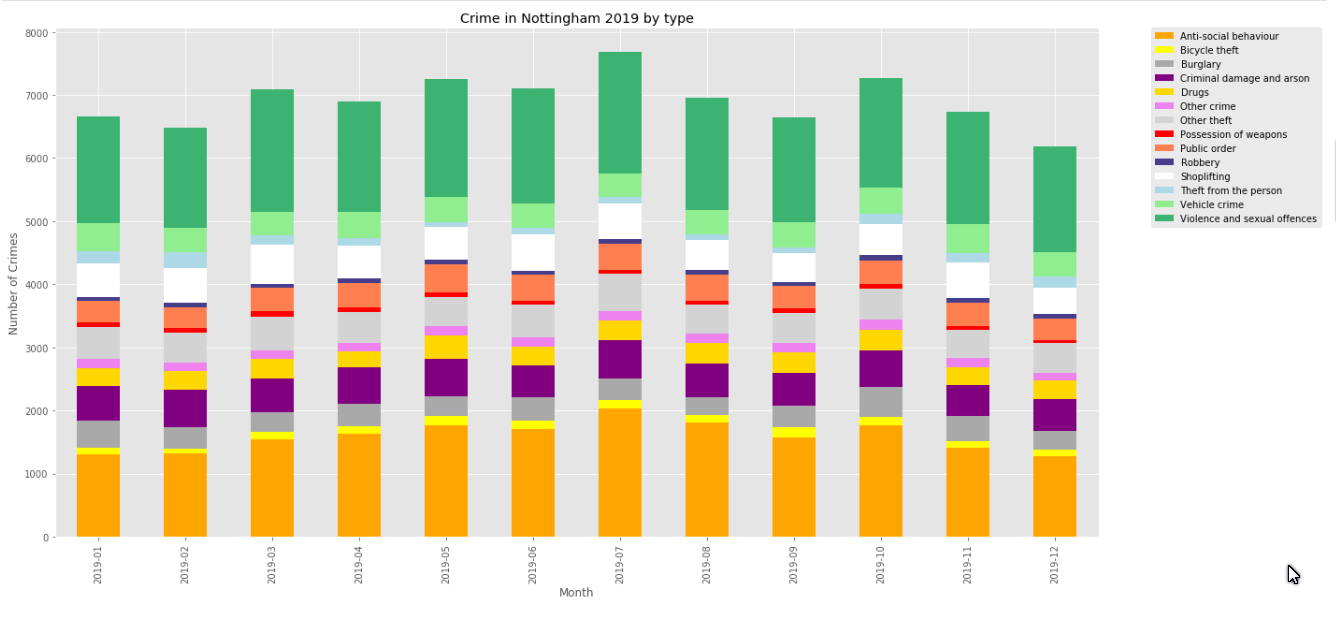 Crime in Nottingham 2019 by type
8000
7000
6000
5000
4000
3000
2000
1000
0
Number of Crimes
2019-01
2019-02
2019-03
2019-04
2019-05
2019-06
2019-07
2019-08
2019-09
2019-10
2019-11
2019-12
Month
Anti-social behaviour
Bicycle theft
Burglary
Criminal damage and arson
Drugs
Other crime
Other theft
Possession of weapons
Public order
Robbery
Shoplifting
Theft from the person
Vehicle crime
Violence and sexual offences